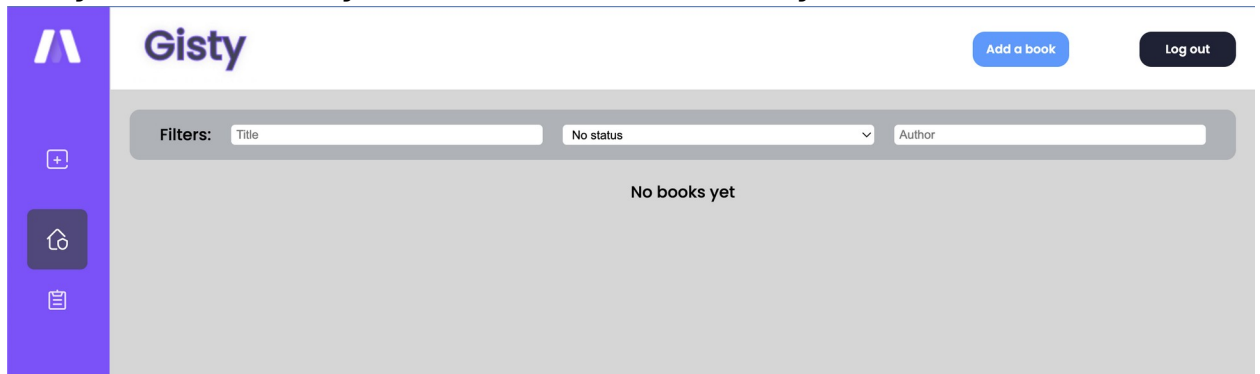 Gisty
Add a book
Log out
Filters:
Title
No status
Author
No books yet